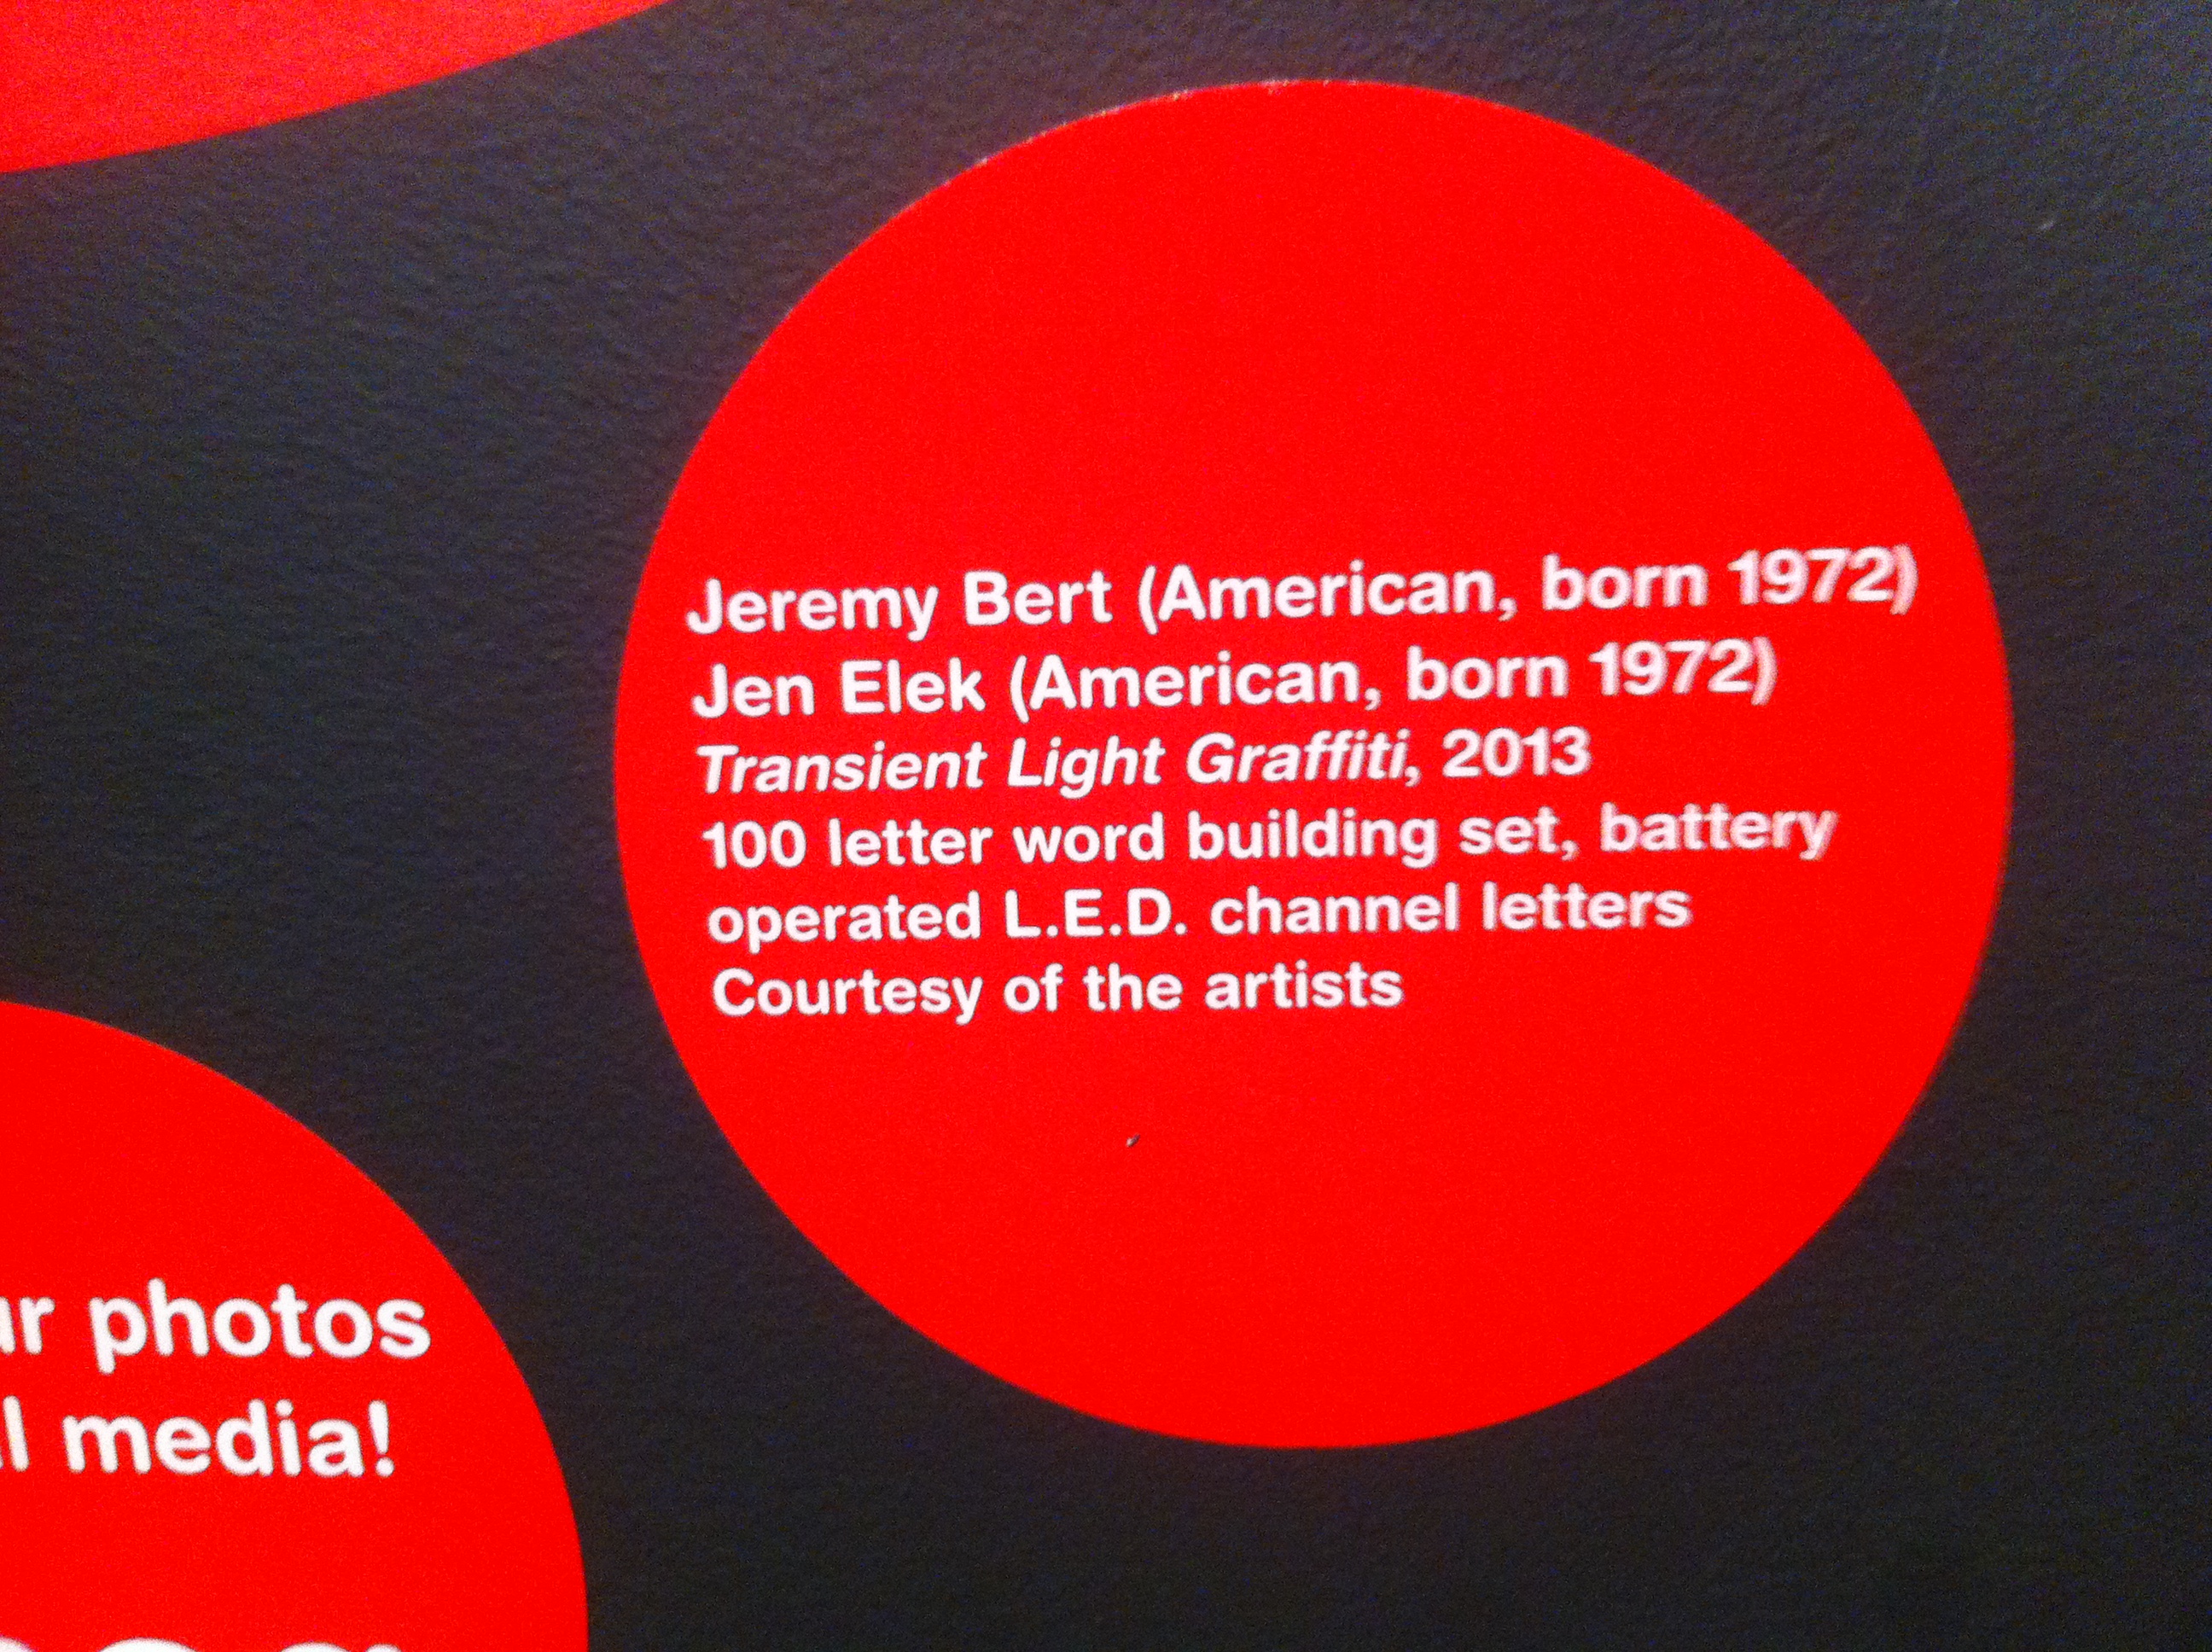 Jeremy Bert (American, born 1972)
Jen Elek (American, born 1972)
Transient Light Graffiti, 2013
100 letter word building set, battery
operated L.E.D. channel letters
Courtesy of the artists
photos
media!